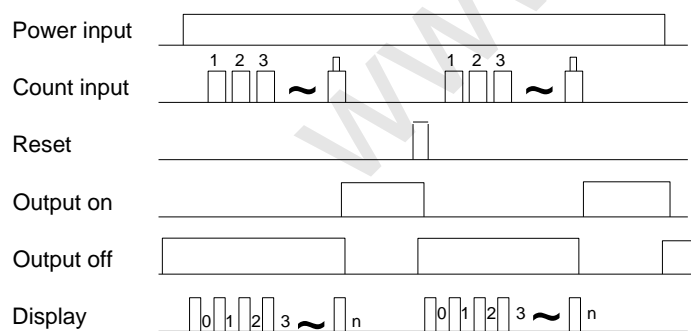 Power input
1 2 3 1 2 3
Count input
Reset
Output on
Output off
Display 0 1 2 3 ~ n 0 1 2 3 ~ n